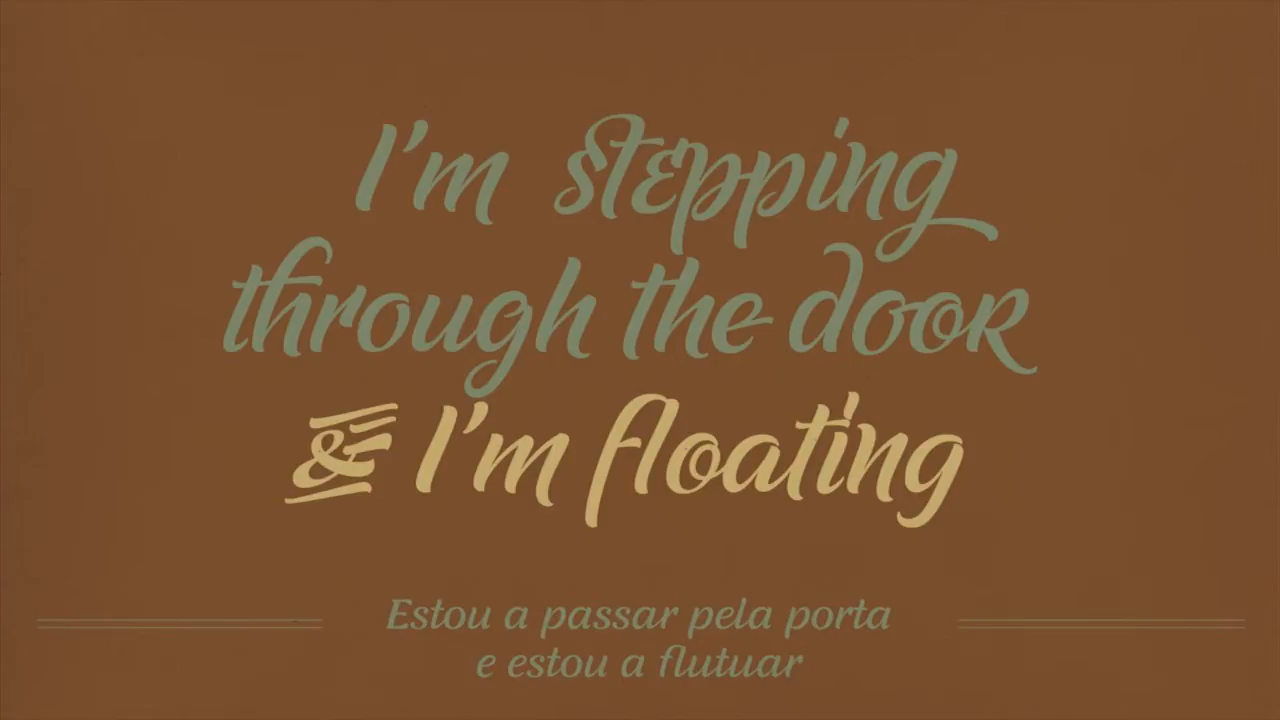 I'm stepping
through the door
& I'm floating
Estou a passar pela porta
e estou a flutuar